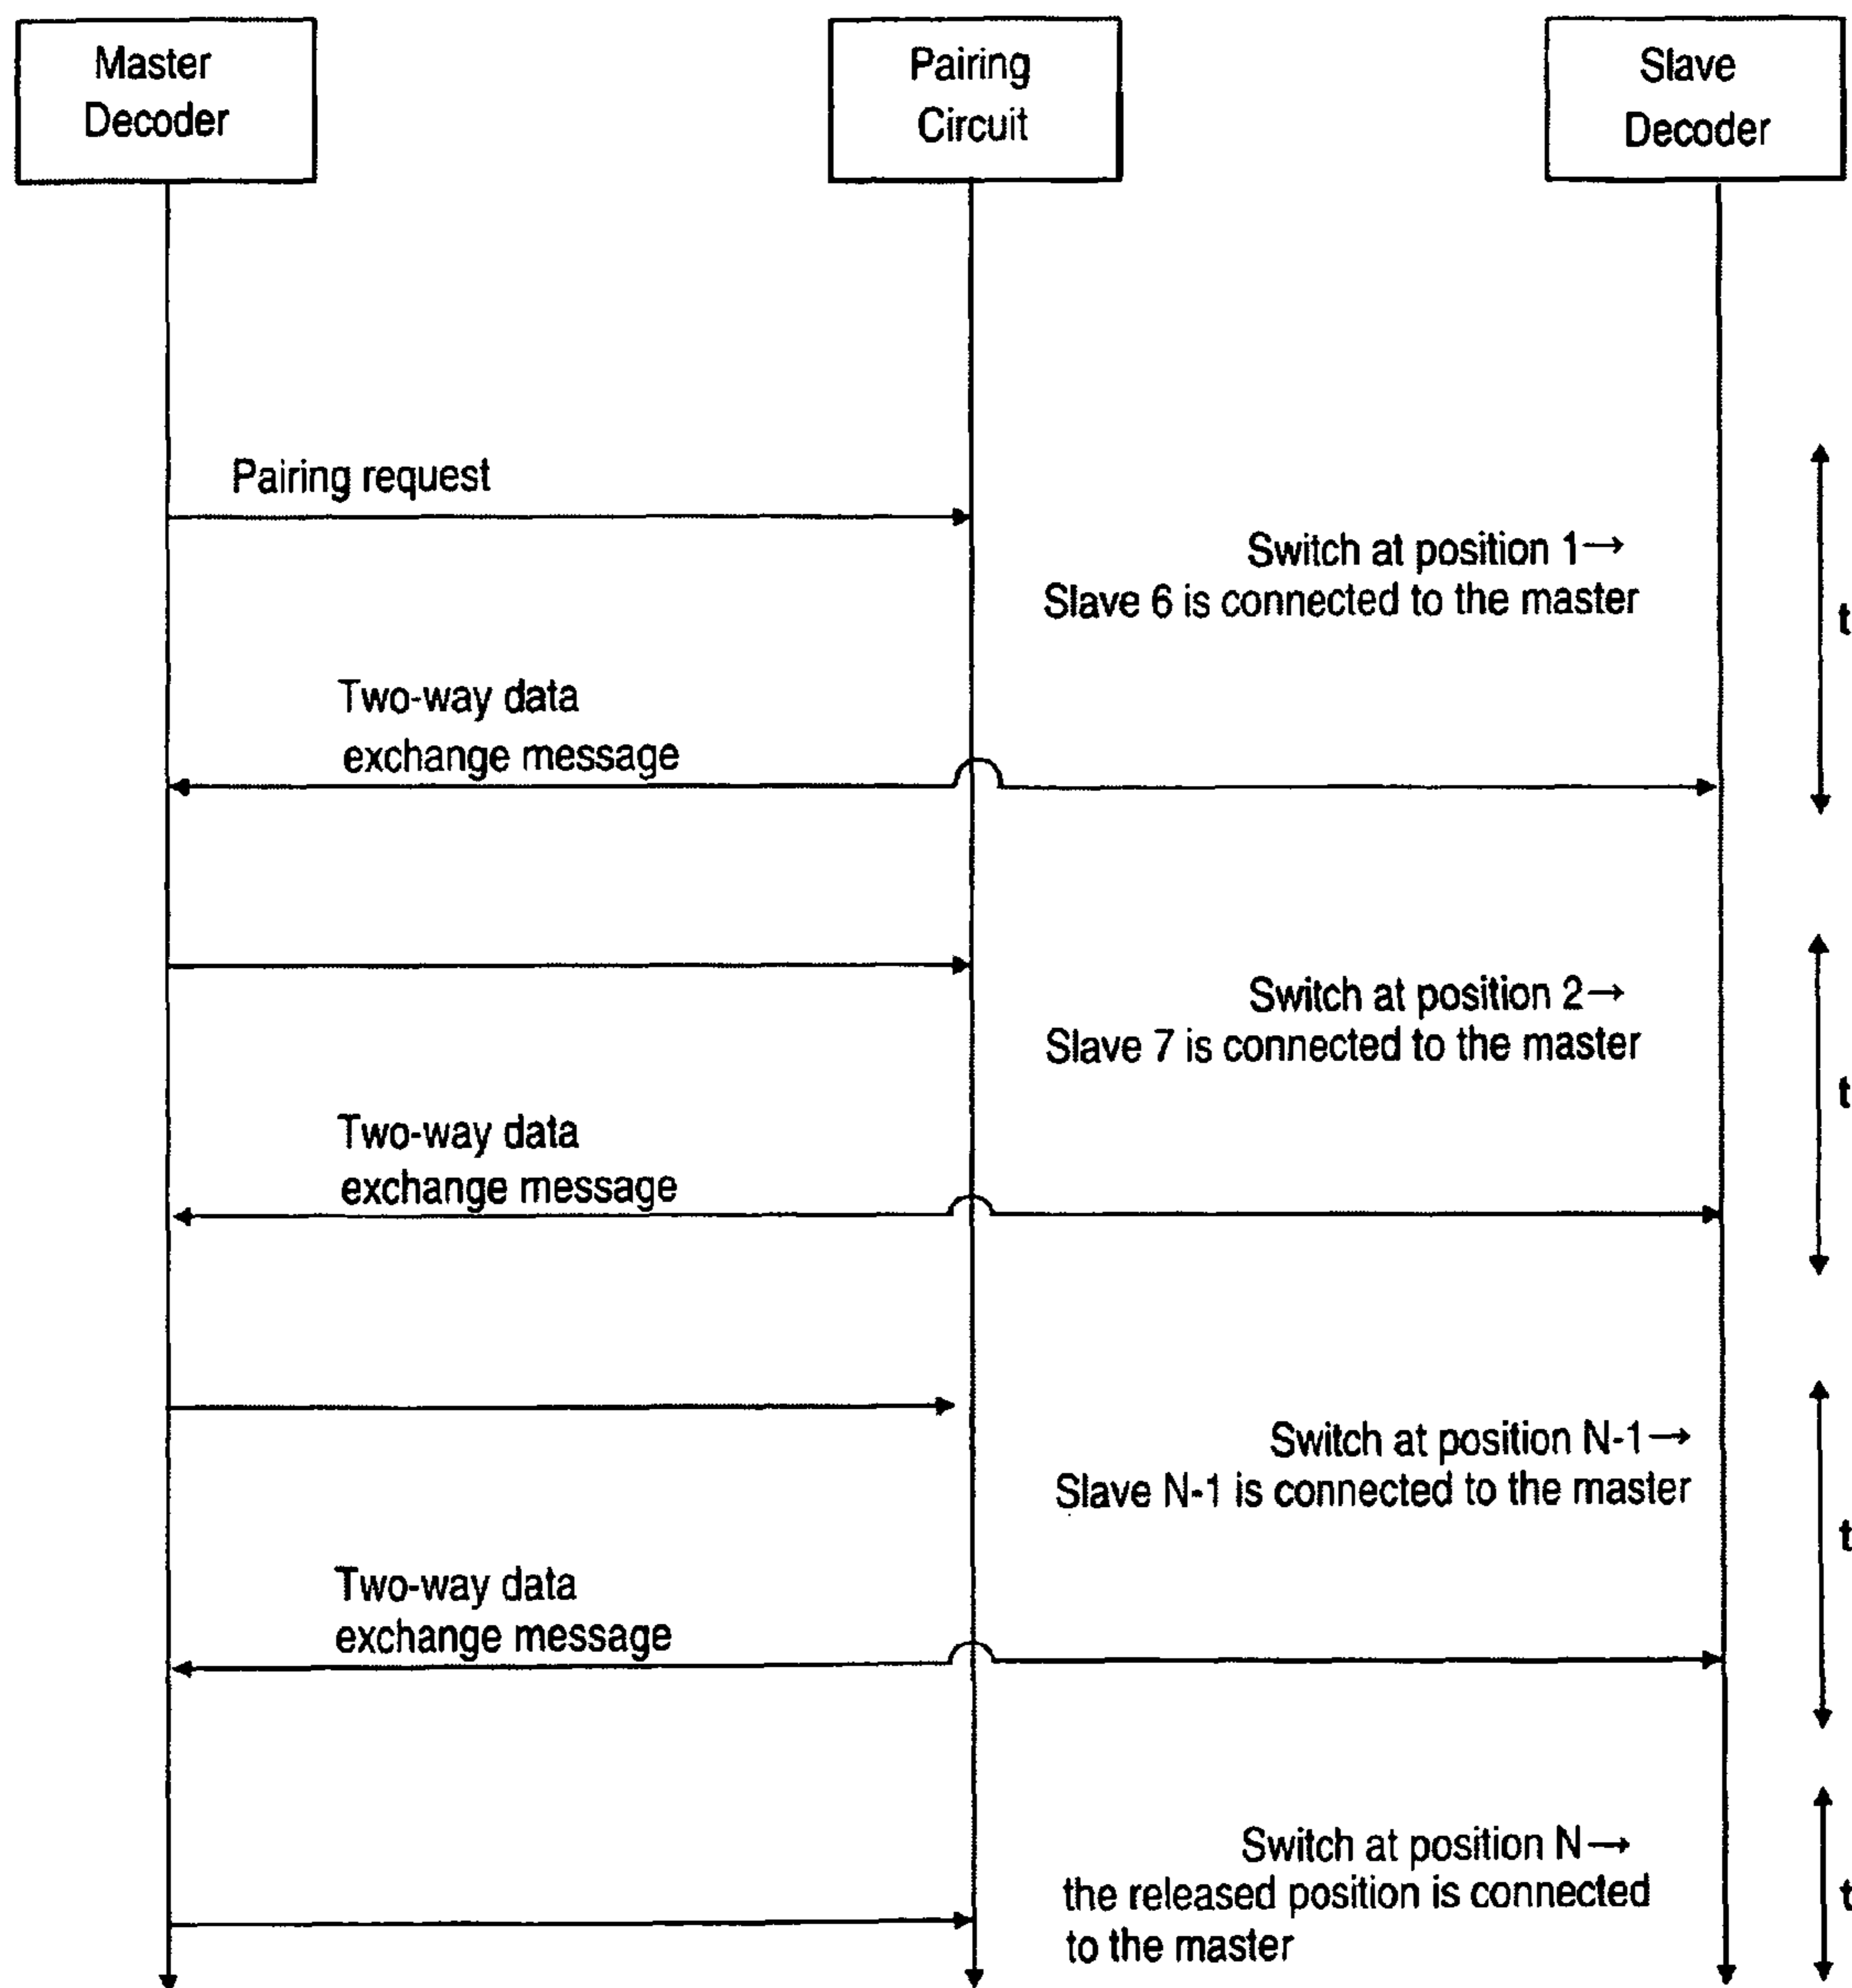 Master
Decoder
Pairing
Circuit
Slave
Decoder
Pairing request
Switch at position 1→
Slave 6 is connected to the master
t
Two-way data
exchange message
Switch at position 2→
Slave 7 is connected to the master
t
Two-way data
exchange message
Switch at position N-1→
Slave N-1 is connected to the master
t
Two-way data
exchange message
Switch at position N→
the released position is connected
to the master
t